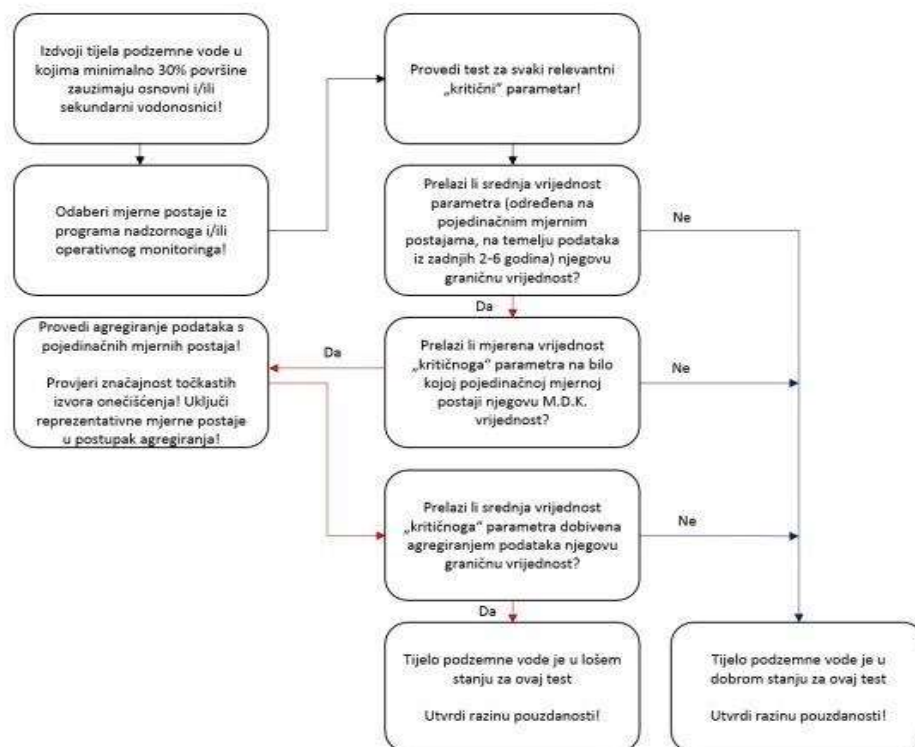 Izdvoji tijela podzemne vode u
kojima minimalno 30% površine
zauzimaju osnovni i/ili
sekundarni vodonosnici!
Odaberi mjerne postaje iz
programa nadzornoga i/ili
operativnog monitoringa!
Provedi test za svaki relevantni
„kritični" parametar!
Prelazi li srednja vrijednost
parametra (određena na
pojedinačnim mjernim
postajama, na temelju podataka
iz zadnjih 2-6 godina) njegovu
graničnu vrijednost?
Ne
Da
Prelazi li mjerena vrijednost
„kritičnoga" parametra na bilo
kojoj pojedinačnoj mjernoj
postaji njegovu M.D.K.
vrijednost?
Ne
Da
Provedi agregiranje podataka s
pojedinačnih mjernih postaja!
Provjeri značajnost točkastih
izvora onečišćenja! Uključi
reprezentativne mjerne postaje
u postupak agregiranja!
Prelazi li srednja vrijednost
„kritičnoga" parametra dobivena
agregiranjem podataka njegovu
graničnu vrijednost?
Ne
Da
Tijelo podzemne vode je u lošem
stanju za ovaj test
Utvrdi razinu pouzdanosti!
Tijelo podzemne vode je u
dobrom stanju za ovaj test
Utvrdi razinu pouzdanosti!